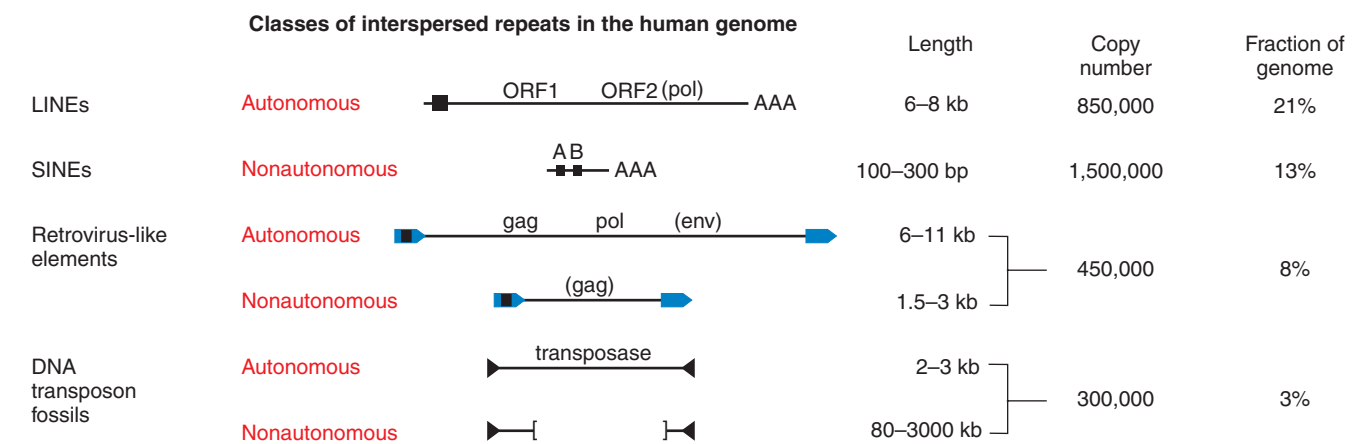 Classes of interspersed repeats in the human genome
Length Copy number Fraction of genome
LINEs Autonomous ORF1 ORF2 (pol) AAA 6–8 kb 850,000 21%
SINEs Nonautonomous A B AAA 100–300 bp 1,500,000 13%
Retrovirus-like elements Autonomous gag pol (env) 6–11 kb 450,000 8%
Nonautonomous (gag) 1.5–3 kb
DNA transposon fossils Autonomous transposase 2–3 kb 300,000 3%
Nonautonomous 80–3000 kb